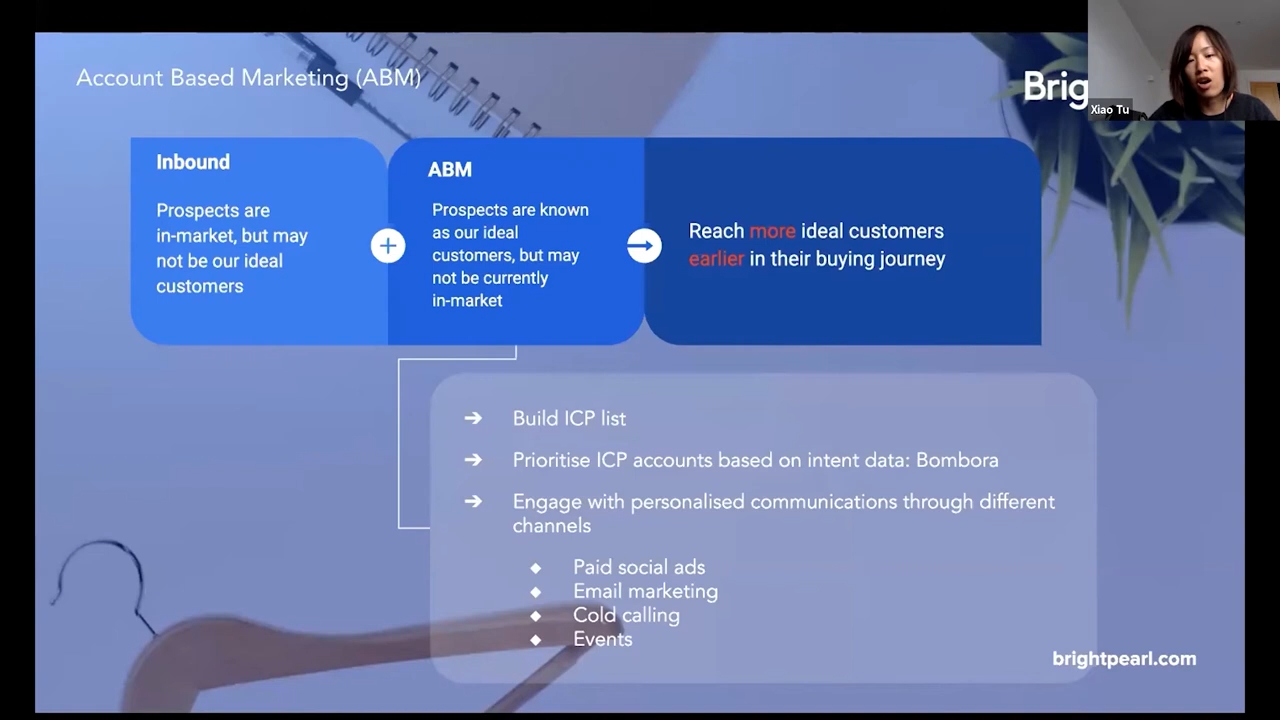 Account Based Marketing (ABM)
Brig
Xiao Tu
Inbound
Prospects are
in-market, but may
not be our ideal
customers
ABM
Prospects are known
as our ideal
customers, but may
not be currently
in-market
Reach more ideal customers
earlier in their buying journey
Build ICP list
Prioritise ICP accounts based on intent data: Bombora
Engage with personalised communications through different
channels
Paid social ads
Email marketing
Cold calling
Events
brightpearl.com